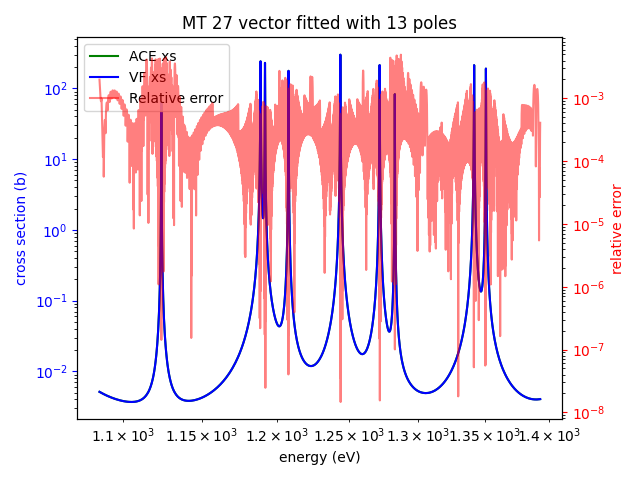 MT 27 vector fitted with 13 poles
ACE xs
VF xs
Relative error
cross section (b)
10²
10¹
10⁰
10⁻¹
10⁻²
relative error
10⁻³
10⁻⁴
10⁻⁵
10⁻⁶
10⁻⁷
10⁻⁸
1.1 × 10³ 1.15 × 10³ 1.2 × 10³ 1.25 × 10³ 1.3 × 10³ 1.35 × 10³ 1.4 × 10³
energy (eV)